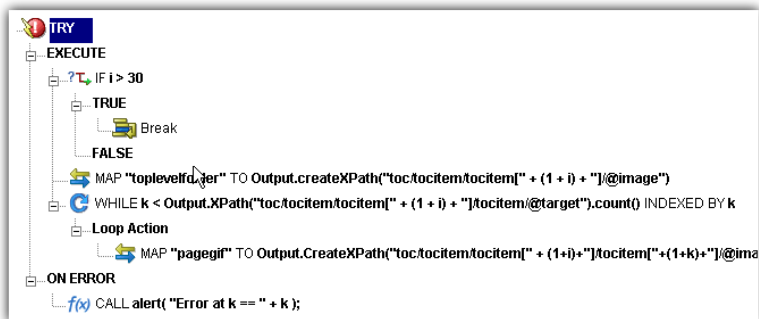 TRY
EXECUTE
IF i > 30
TRUE
Break
FALSE
MAP "toplevelfolder" TO Output.createXPath("toc/tocitem/tocitem[" + (1 + i) + "]/@image")
WHILE k < Output.XPath("toc/tocitem/tocitem[" + (1 + i) + "]/tocitem/@target").count() INDEXED BY k
Loop Action
MAP "pagegif" TO Output.CreateXPath("toc/tocitem/tocitem[" + (1+i)+"]/tocitem["+(1+k)+"]/@ima
ON ERROR
f(x) CALL alert( "Error at k == " + k );